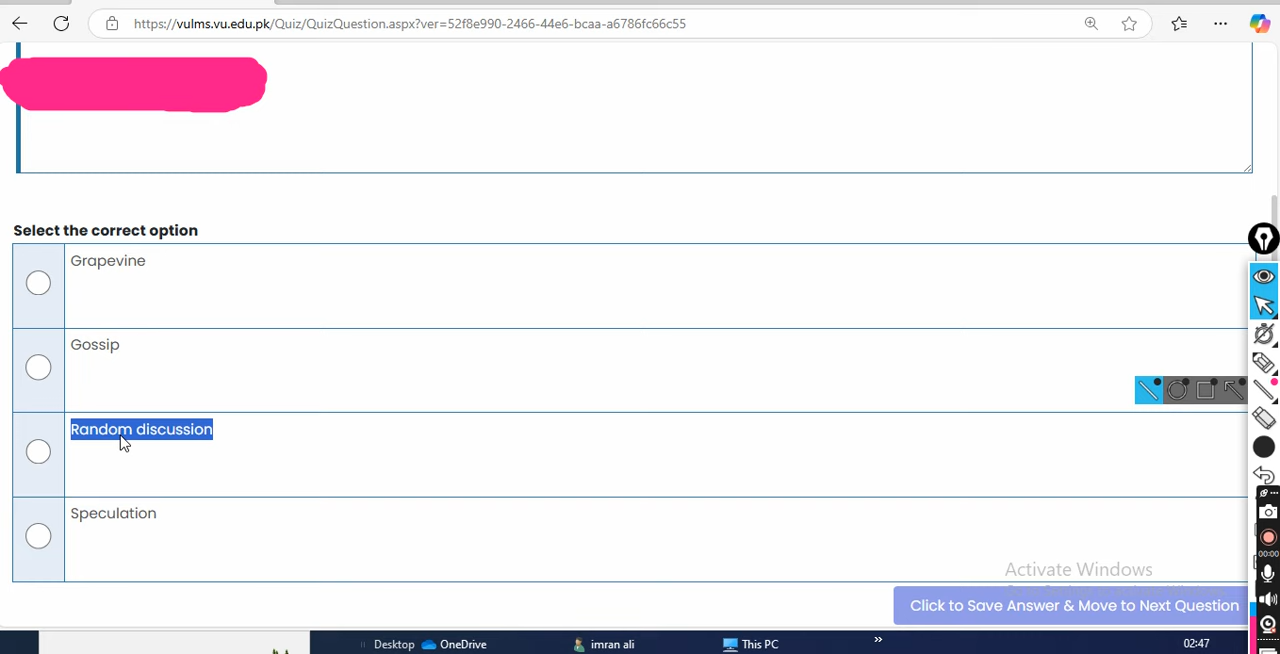 https://vulms.vu.edu.pk/Quiz/QuizQuestion.aspx?ver=52f8e990-2466-44e6-bcaa-a6786fc66c55
Select the correct option
Grapevine
Gossip
Random discussion
Speculation
Activate Windows
Click to Save Answer & Move to Next Question
00:00
Desktop
OneDrive
imran ali
This PC
02:47